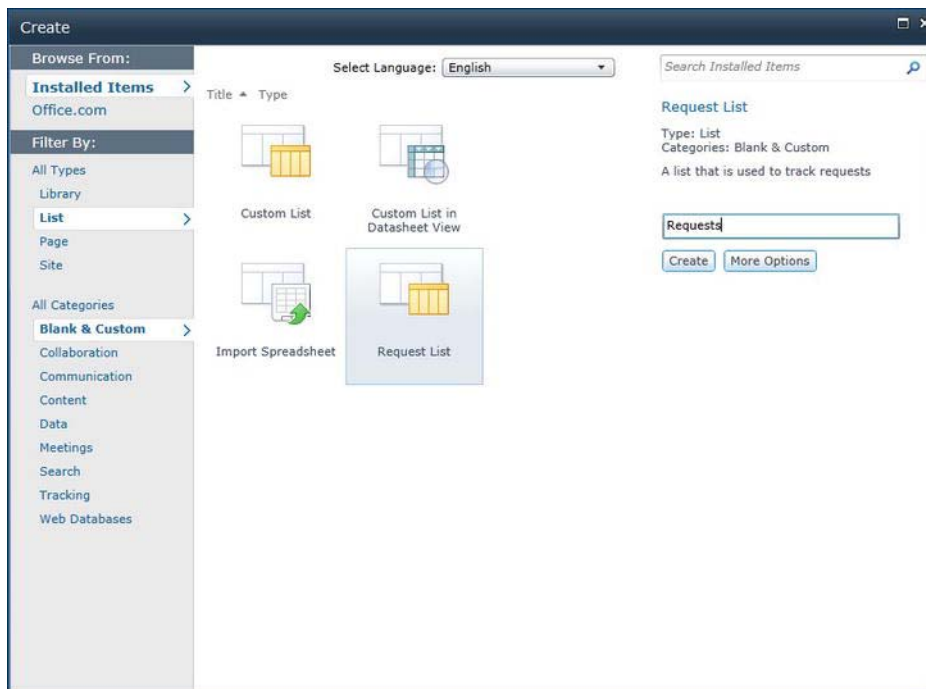 Create
Browse From:
Installed Items
Office.com
Filter By:
All Types
Library
List
Page
Site
All Categories
Blank & Custom
Collaboration
Communication
Content
Data
Meetings
Search
Tracking
Web Databases
Select Language: English
Title Type
Custom List
Custom List in
Datasheet View
Import Spreadsheet
Request List
Search Installed Items
Request List
Type: List
Categories: Blank & Custom
A list that is used to track requests
Requests
Create More Options